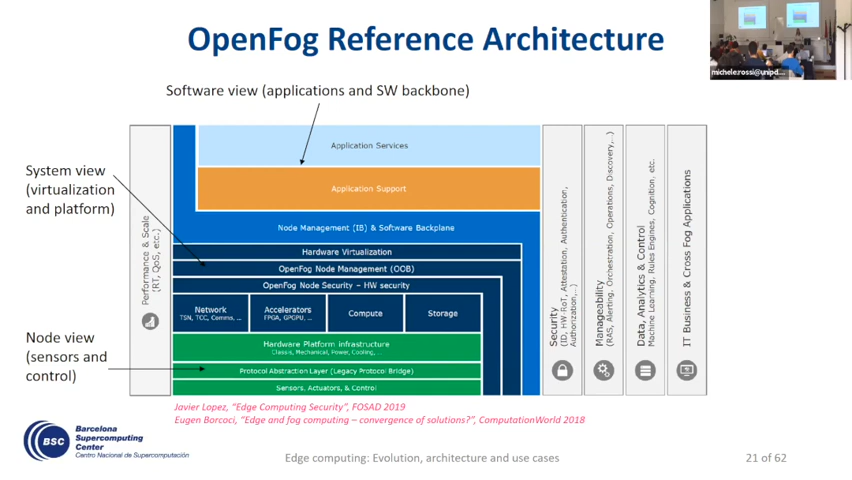 OpenFog Reference Architecture
michele.rossi@unipd....
Software view (applications and SW backbone)
System view
(virtualization
and platform)
Node view
(sensors and
control)
Performance & Scale
(RT, QoS, etc.)
Application Services
Application Support
Node Management (IB) & Software Backplane
Hardware Virtualization
OpenFog Node Management (OOB)
OpenFog Node Security – HW security
Network
TSN, TCC, Comms, ...
Accelerators
FPGA, GPGPU, ...
Compute
Storage
Hardware Platform infrastructure
Classis, Mechanical, Power, Cooling, ...
Protocol Abstraction Layer (Legacy Protocol Bridge)
Sensors, Actuators, & Control
Security
(ID, HW-RoT, Attestation, Authentication,
Authorization,...)
Manageability
(RAS, Alerting, Orchestration, Operations, Discovery,...)
Data, Analytics & Control
Machine Learning, Rules Engines, Cognition, etc.
IT Business & Cross Fog Applications
Javier Lopez, "Edge Computing Security", FOSAD 2019
Eugen Borcoci, "Edge and fog computing – convergence of solutions?", ComputationWorld 2018
BSC
Barcelona
Supercomputing
Center
Centro Nacional de Supercomputación
Edge computing: Evolution, architecture and use cases
21 of 62